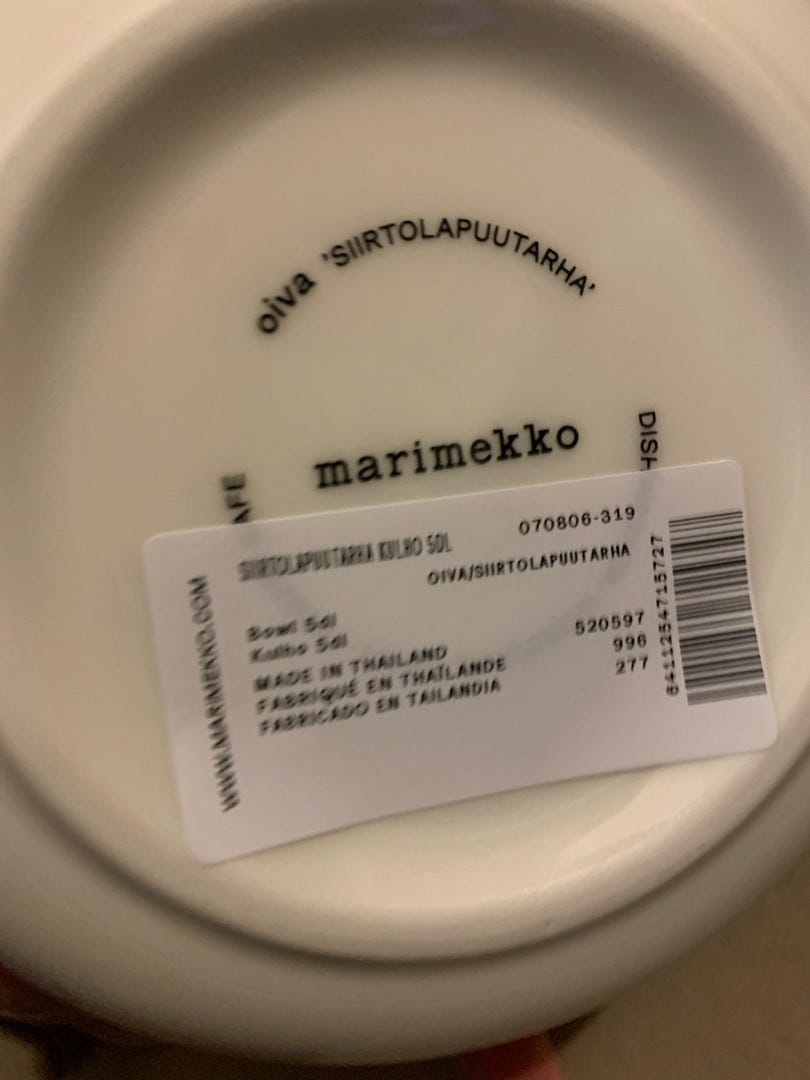 oiva 'SIIRTOLAPUUTARHA'
marimekko
DISH
AFE
SIIRTOLAPUUTARHA KULHO 5DL
070806-319
OIVA/SIIRTOLAPUUTARHA
Bowl 5dl
Kulho 5dl
MADE IN THAILAND
FABRIQUÉ EN THAÏLANDE
FABRICADO EN TAILANDIA
520597
996
277
WWW.MARIMEKKO.COM
6411254715727